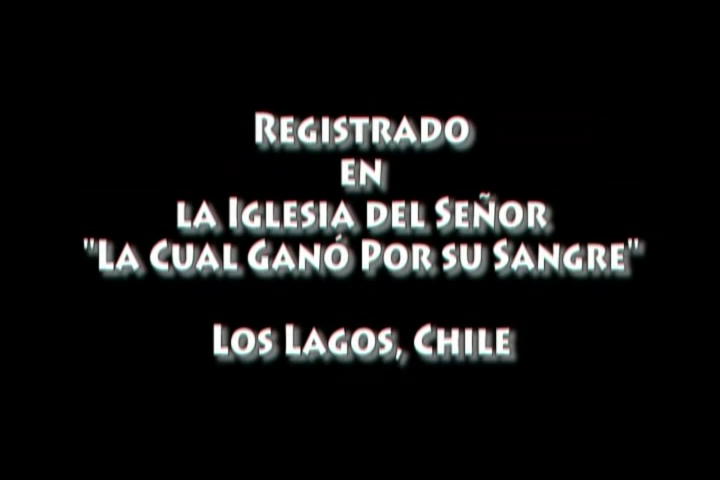 Registrado
en
la Iglesia del Señor
"La Cual Ganó Por su Sangre"
Los Lagos, Chile